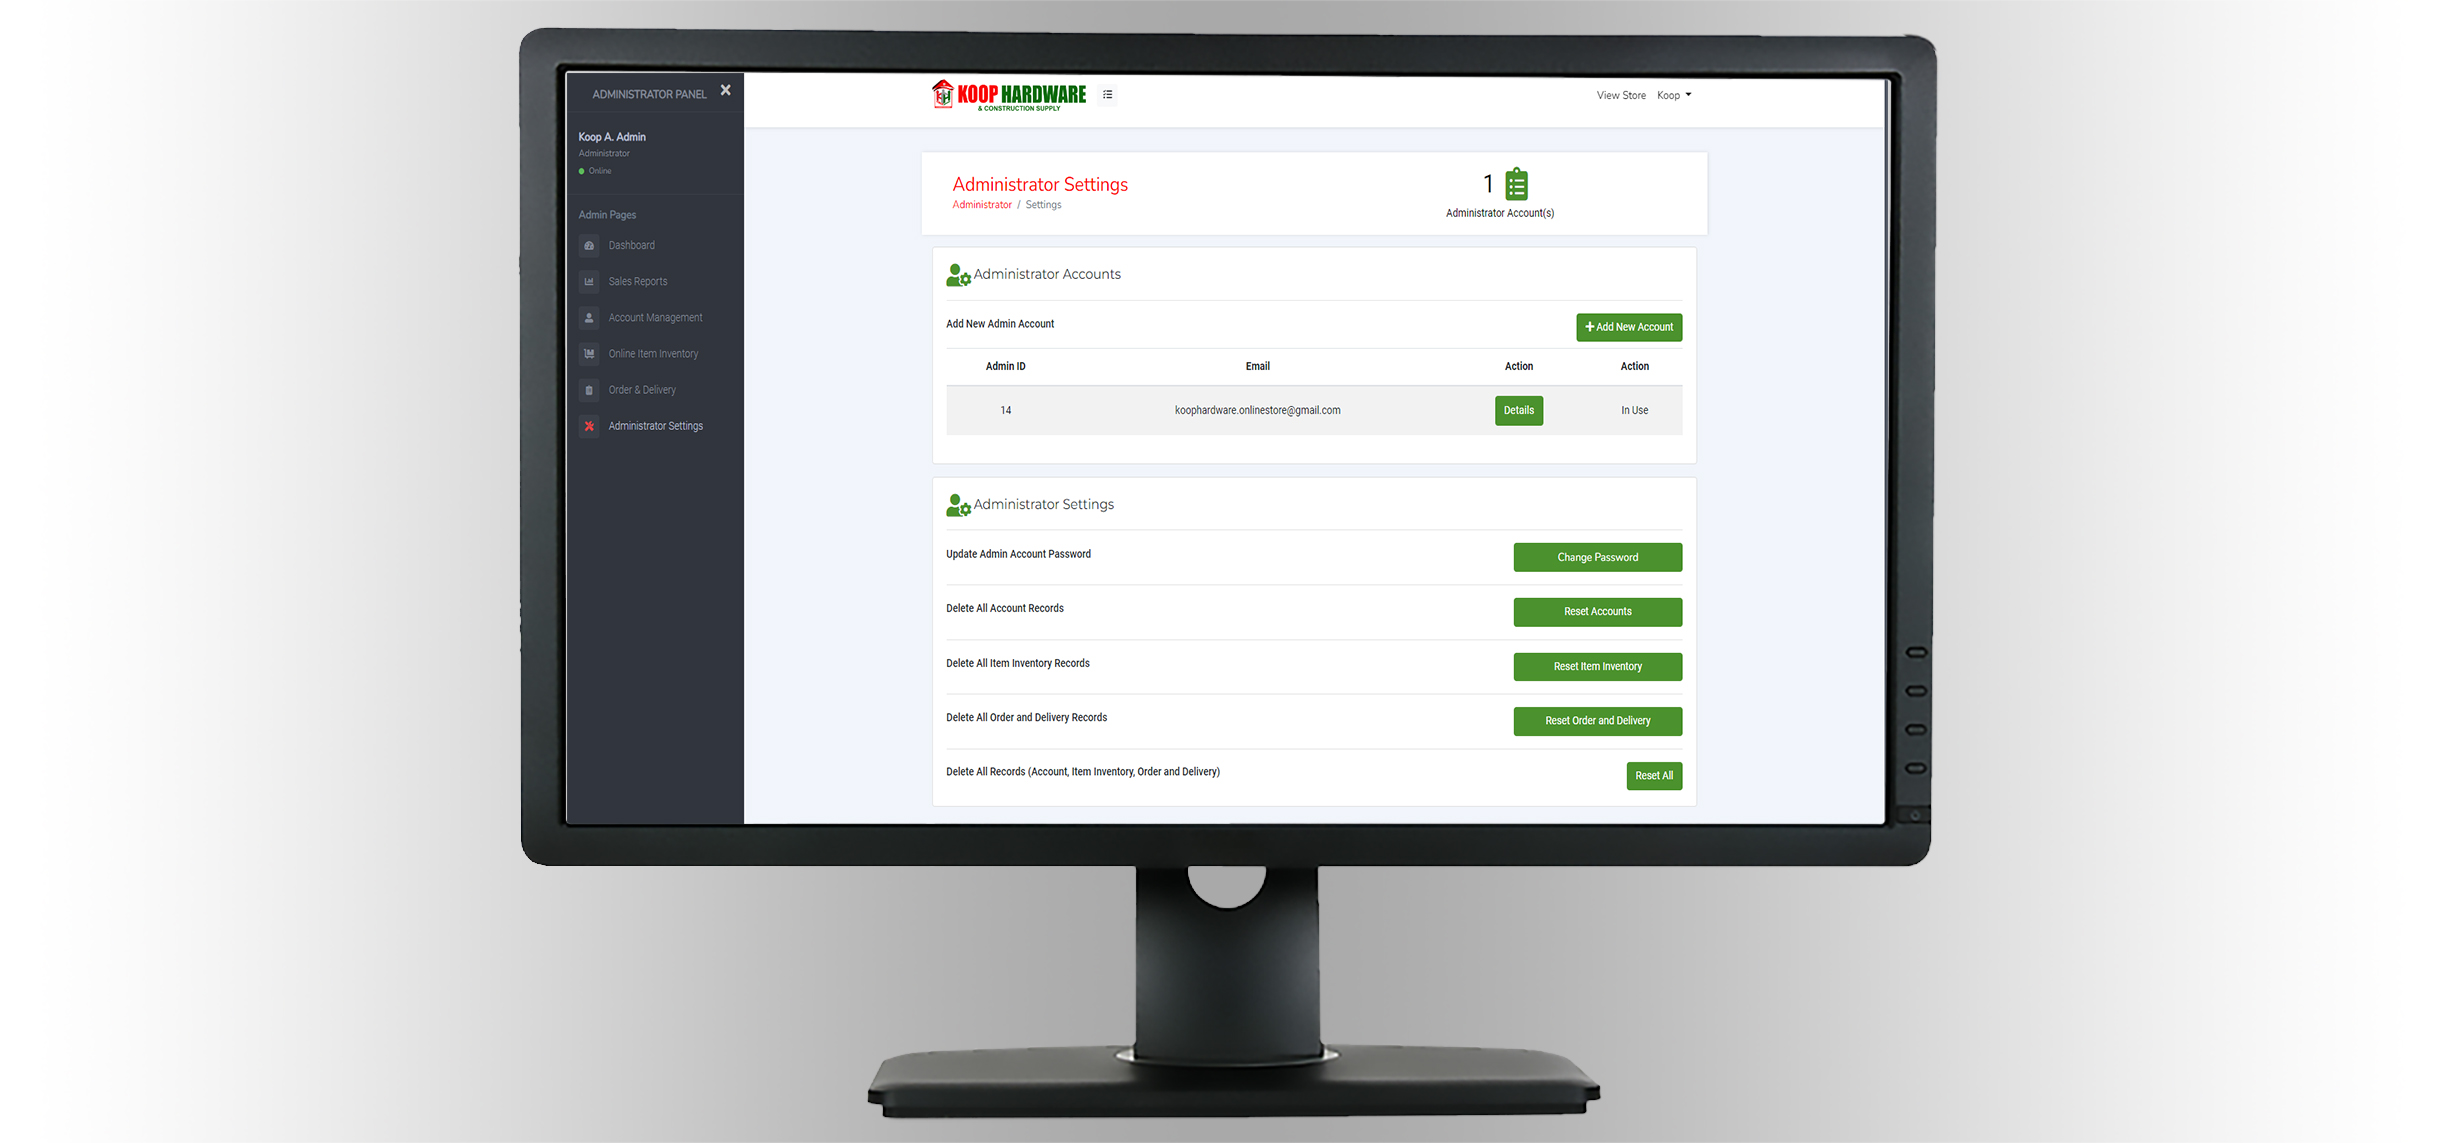 ADMINISTRATOR PANEL
Koop A. Admin
Administrator
Online
Admin Pages
Dashboard
Sales Reports
Account Management
Online Item Inventory
Order & Delivery
Administrator Settings
KH
KOOP HARDWARE
& CONSTRUCTION SUPPLY
View Store Koop
Administrator Settings
Administrator / Settings
1
Administrator Account(s)
Administrator Accounts
Add New Admin Account
+ Add New Account
Admin ID Email Action Action
14 koophardware.onlinestore@gmail.com Details In Use
Administrator Settings
Update Admin Account Password Change Password
Delete All Account Records Reset Accounts
Delete All Item Inventory Records Reset Item Inventory
Delete All Order and Delivery Records Reset Order and Delivery
Delete All Records (Account, Item Inventory, Order and Delivery) Reset All